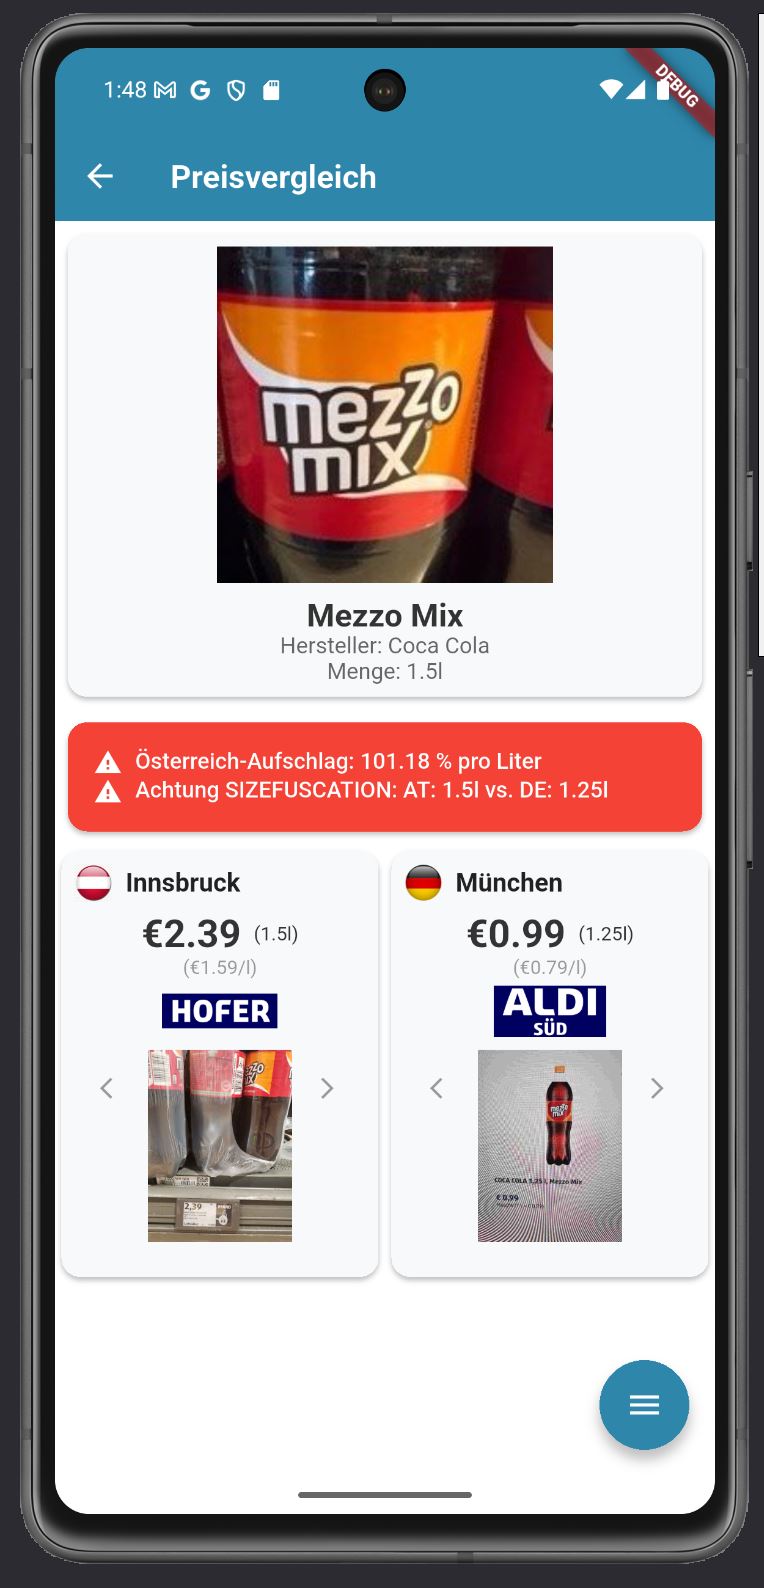 1:48
DEBUG
Preisvergleich
mezzo
mix
Mezzo Mix
Hersteller: Coca Cola
Menge: 1.5l
Österreich-Aufschlag: 101.18 % pro Liter
Achtung SIZEFUSCATION: AT: 1.5l vs. DE: 1.25l
Innsbruck
€2.39 (1.5l)
(€1.59/l)
HOFER
2,39
München
€0.99 (1.25l)
(€0.79/l)
ALDI
SÜD
mezzo
mix
COCA COLA 1,25 l, Mezzo Mix
€ 0,99